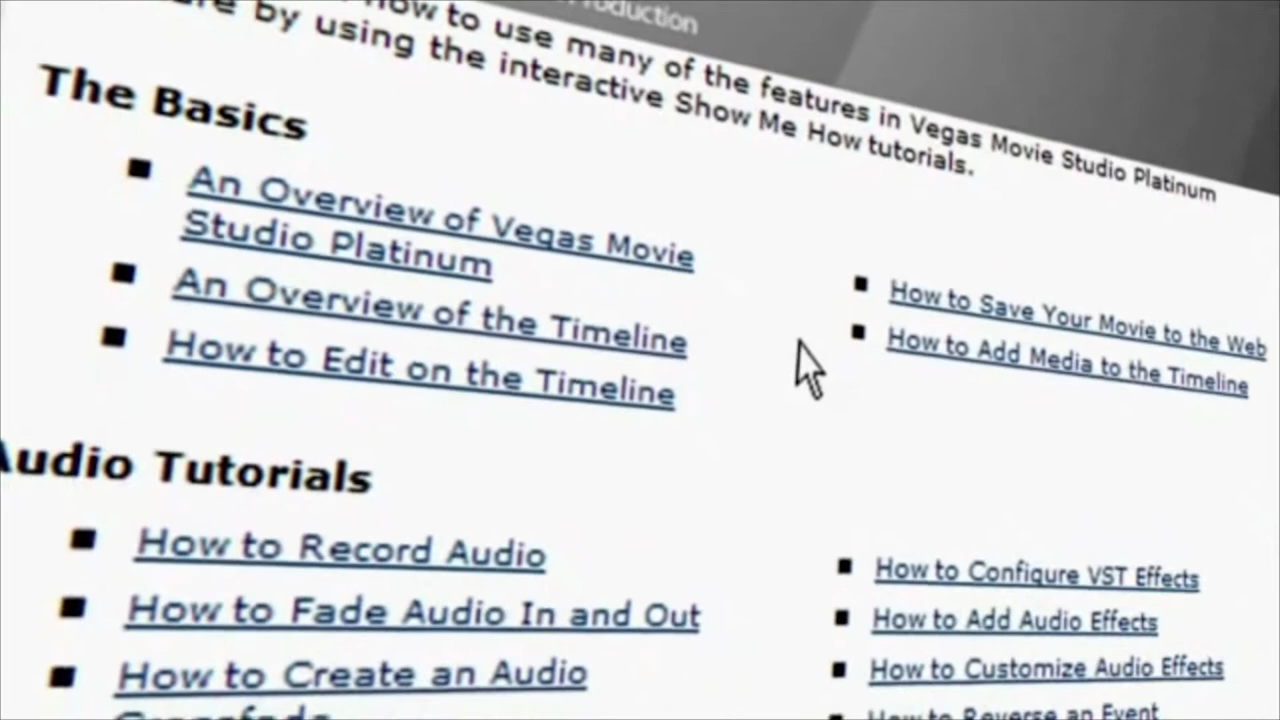 how to use many of the features in Vegas Movie Studio Platinum
by using the interactive Show Me How tutorials.
The Basics
An Overview of Vegas Movie
Studio Platinum
An Overview of the Timeline
How to Edit on the Timeline
How to Save Your Movie to the Web
How to Add Media to the Timeline
Audio Tutorials
How to Record Audio
How to Fade Audio In and Out
How to Create an Audio
How to Configure VST Effects
How to Add Audio Effects
How to Customize Audio Effects
How to Reverse an Event